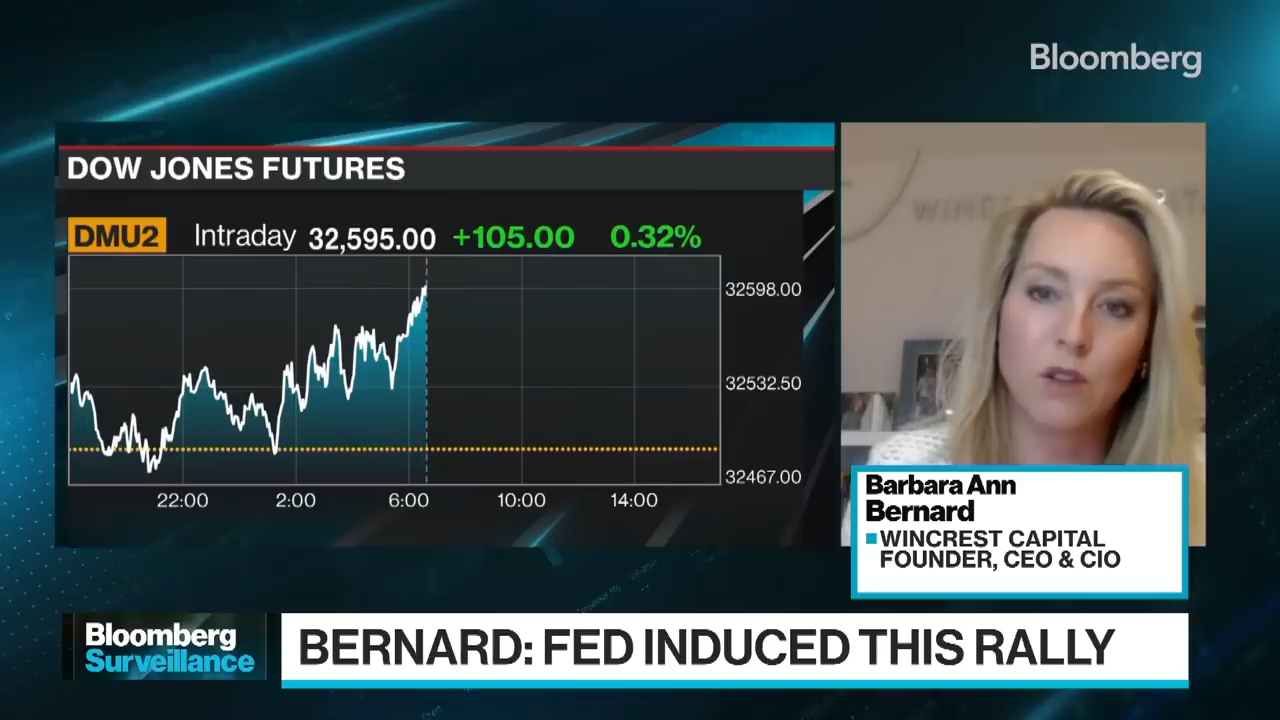 Bloomberg
DOW JONES FUTURES
DMU2 Intraday 32,595.00 +105.00 0.32%
32598.00
32532.50
32467.00
22:00 2:00 6:00 10:00 14:00
Barbara Ann
Bernard
WINCREST CAPITAL
FOUNDER, CEO & CIO
Bloomberg
Surveillance
BERNARD: FED INDUCED THIS RALLY